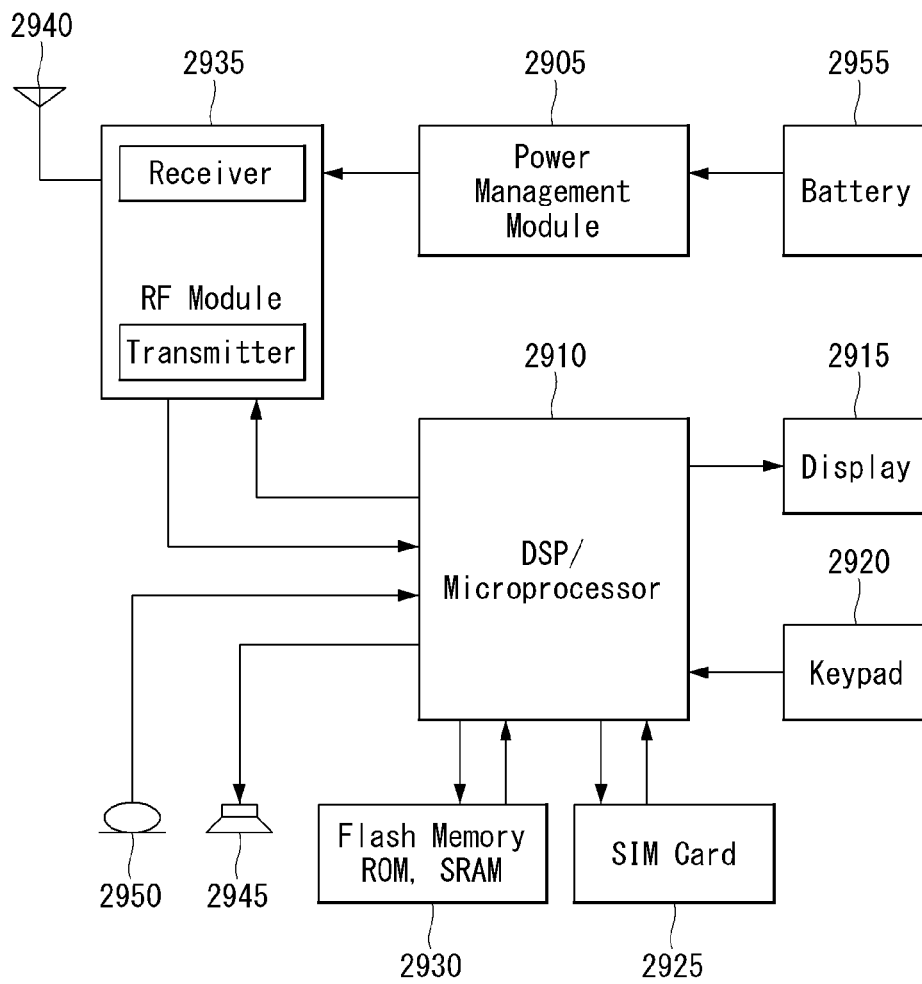 2940
2935
2905
2955
Receiver
RF Module
Transmitter
Power
Management
Module
Battery
2910
2915
DSP/
Microprocessor
Display
2920
Keypad
2950
2945
Flash Memory
ROM, SRAM
SIM Card
2930
2925